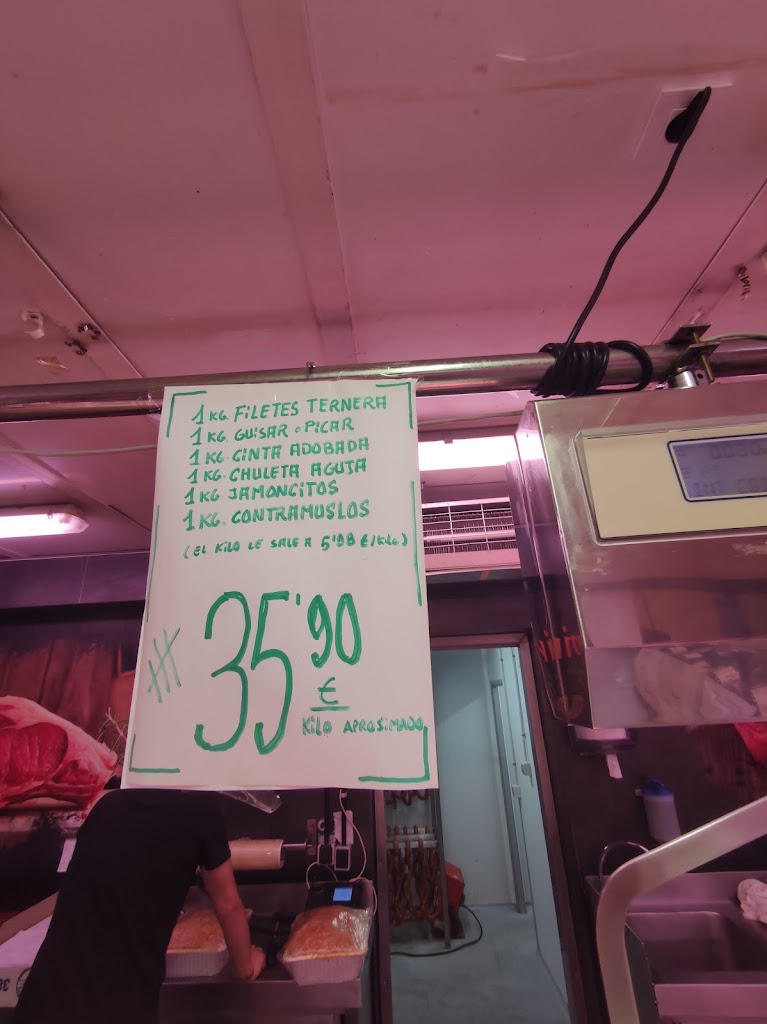 1 KG. FiLETES TERNERA
1 KG. GUISAR o PICAR
1 KG. CINTA ADOBADA
1 KG. CHULETA AGUJA
1 KG. JAMONCiTOS
1 KG. CONTRAMUSLOS
(EL KiLO LE SALE A 5'98 €/KiLo)
35'90
€
KiLO APROSIMADO